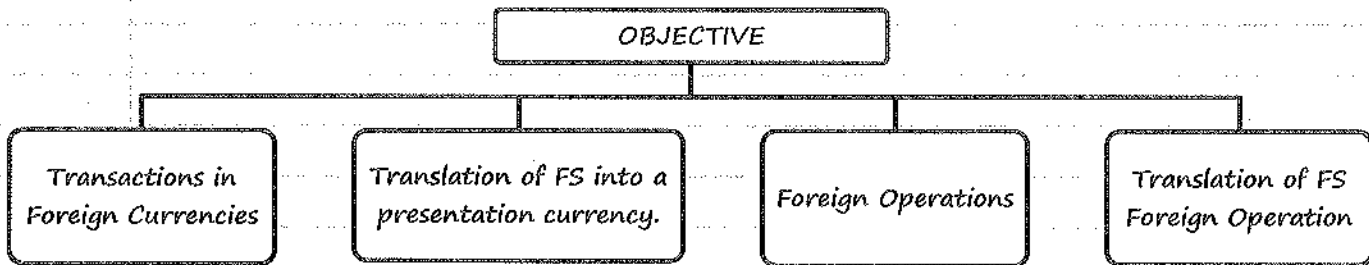 OBJECTIVE
Transactions in
Foreign Currencies
Translation of FS into a
presentation currency.
Foreign Operations
Translation of FS
Foreign Operation